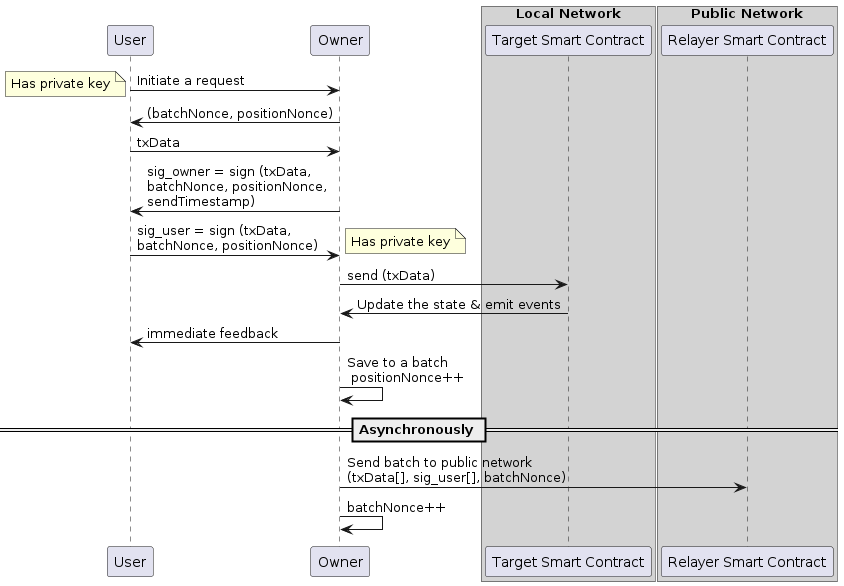 Local Network
Public Network
User
Owner
Target Smart Contract
Relayer Smart Contract
Has private key
Initiate a request
(batchNonce, positionNonce)
txData
sig_owner = sign (txData,
batchNonce, positionNonce,
sendTimestamp)
sig_user = sign (txData,
batchNonce, positionNonce)
Has private key
send (txData)
Update the state & emit events
immediate feedback
Save to a batch
positionNonce++
Asynchronously
Send batch to public network
(txData[], sig_user[], batchNonce)
batchNonce++
User
Owner
Target Smart Contract
Relayer Smart Contract